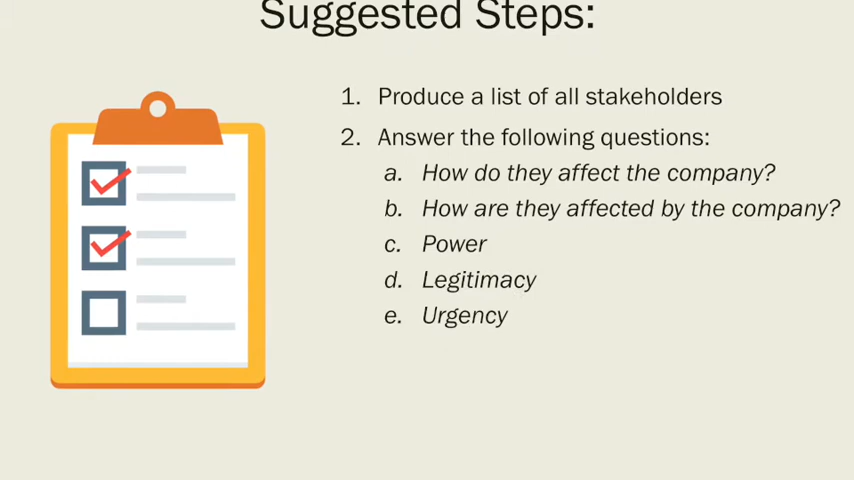 Suggested Steps:
1. Produce a list of all stakeholders
2. Answer the following questions:
a. How do they affect the company?
b. How are they affected by the company?
c. Power
d. Legitimacy
e. Urgency